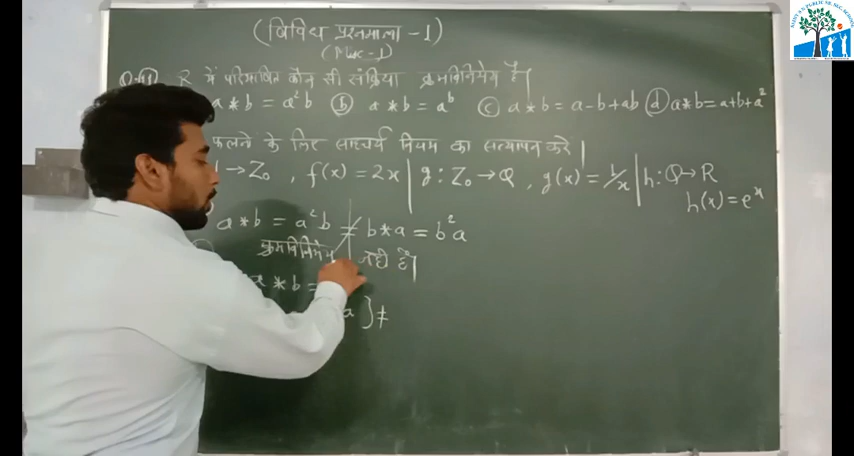 (विविध प्रश्नमाला - 1)
(Misc - 1)
R में परिभाषित कौन सी संक्रिया क्रमविनिमेय है|
a * b = a²b (b) a * b = aᵇ (c) a * b = a - b + ab (d) a * b = a + b + a²
फलनों के लिए साहचर्य नियम का सत्यापन करे|
→ Z₀ , f(x) = 2x | g : Z₀ → Q , g(x) = 1/x | h : Q → R
h(x) = eˣ
a * b = a²b ≠ b * a = b²a
क्रमविनिमेय नहीं है|
* b =
a } ≠